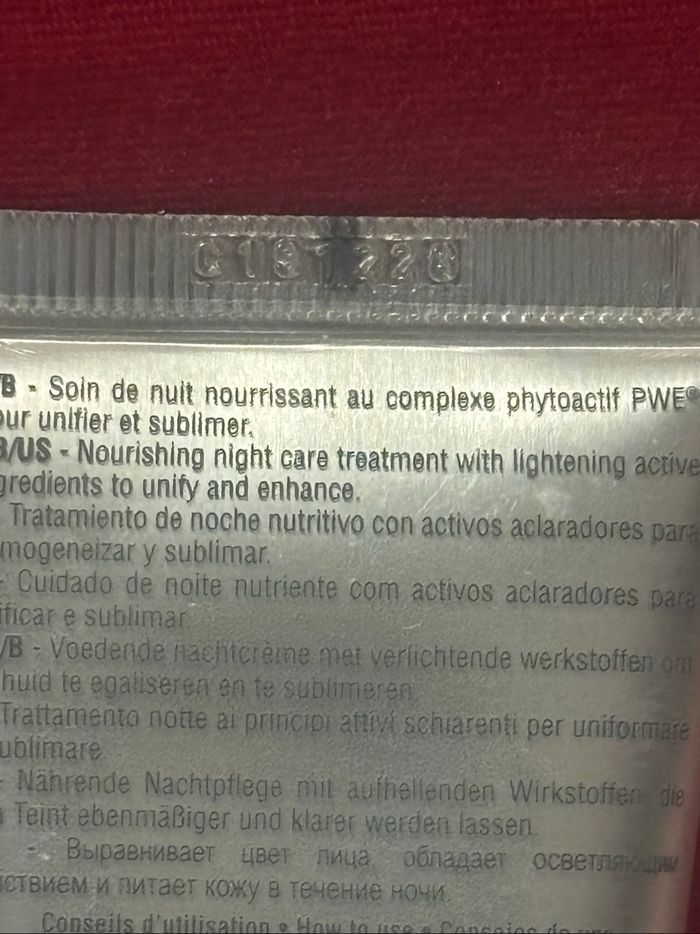 B - Soin de nuit nourrissant au complexe phytoactif PWE®
our unifier et sublimer.
B/US - Nourishing night care treatment with lightening active
gredients to unify and enhance.
Tratamiento de noche nutritivo con activos aclaradores para
mogeneizar y sublimar.
- Cuidado de noite nutriente com activos aclaradores para
ificar e sublimar.
/B - Voedende nachtcrème met verlichtende werkstoffen om
huid te egaliseren en te sublimeren.
Trattamento notte ai principi attivi schiarenti per uniformare
ublimare.
- Nährende Nachtpflege mit aufhellenden Wirkstoffen die
Teint ebenmäßiger und klarer werden lassen.
- Выравнивает цвет лица, обладает осветляющим
ствием и питает кожу в течение ночи.
Conseils d'utilisation • How to use • Consejos de uso